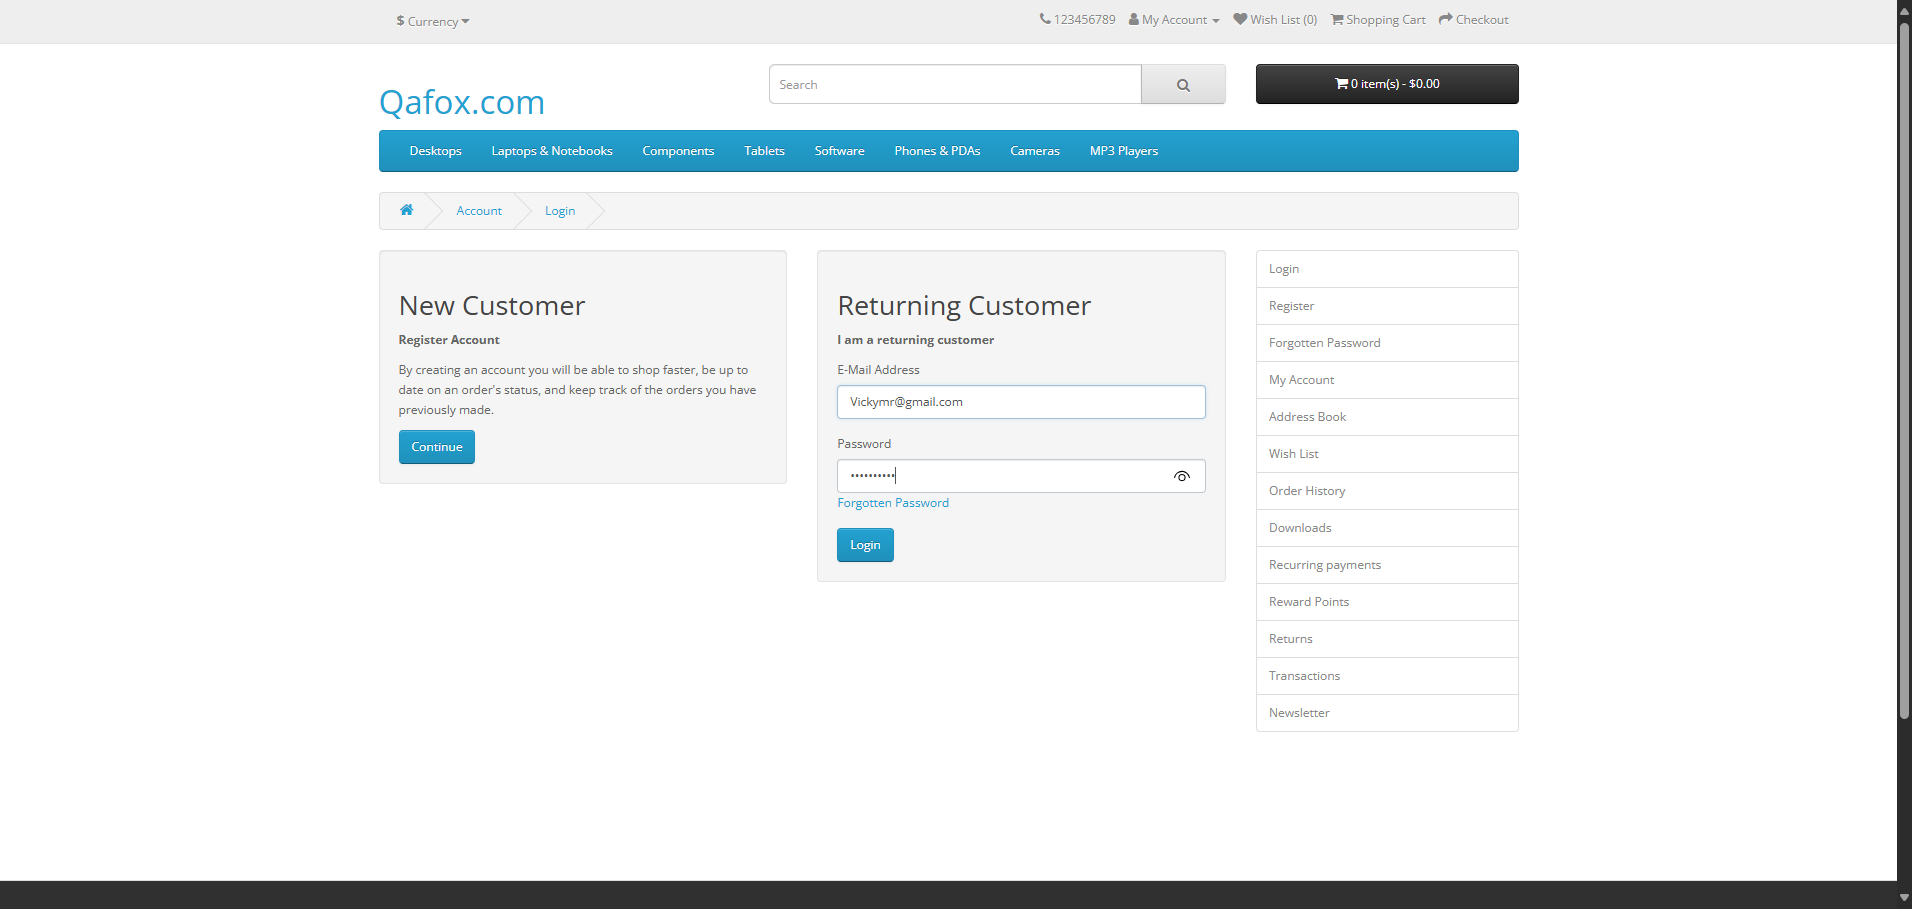 $ Currency
123456789 My Account Wish List (0) Shopping Cart Checkout
Qafox.com
Search
0 item(s) - $0.00
Desktops Laptops & Notebooks Components Tablets Software Phones & PDAs Cameras MP3 Players
Account Login
New Customer
Register Account
By creating an account you will be able to shop faster, be up to
date on an order's status, and keep track of the orders you have
previously made.
Continue
Returning Customer
I am a returning customer
E-Mail Address
Vickymr@gmail.com
Password
••••••••••
Forgotten Password
Login
Login
Register
Forgotten Password
My Account
Address Book
Wish List
Order History
Downloads
Recurring payments
Reward Points
Returns
Transactions
Newsletter